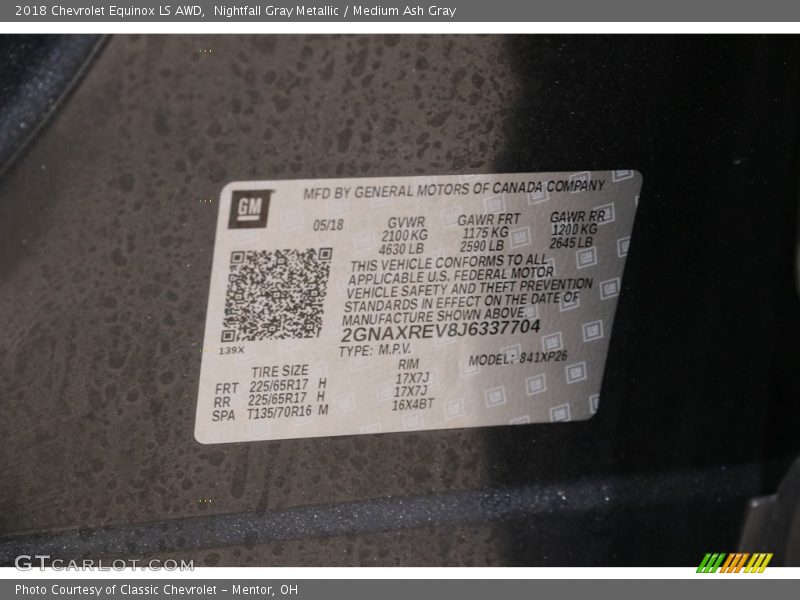 2018 Chevrolet Equinox LS AWD, Nightfall Gray Metallic / Medium Ash Gray
GM
MFD BY GENERAL MOTORS OF CANADA COMPANY
05/18 GVWR GAWR FRT GAWR RR
2100 KG 1175 KG 1200 KG
4630 LB 2590 LB 2645 LB
THIS VEHICLE CONFORMS TO ALL
APPLICABLE U.S. FEDERAL MOTOR
VEHICLE SAFETY AND THEFT PREVENTION
STANDARDS IN EFFECT ON THE DATE OF
MANUFACTURE SHOWN ABOVE.
2GNAXREV8J6337704
139X
TYPE: M.P.V. MODEL: 841XP26
TIRE SIZE RIM
FRT 225/65R17 H 17X7J
RR 225/65R17 H 17X7J
SPA T135/70R16 M 16X4BT
GTCARLOT.COM
Photo Courtesy of Classic Chevrolet - Mentor, OH